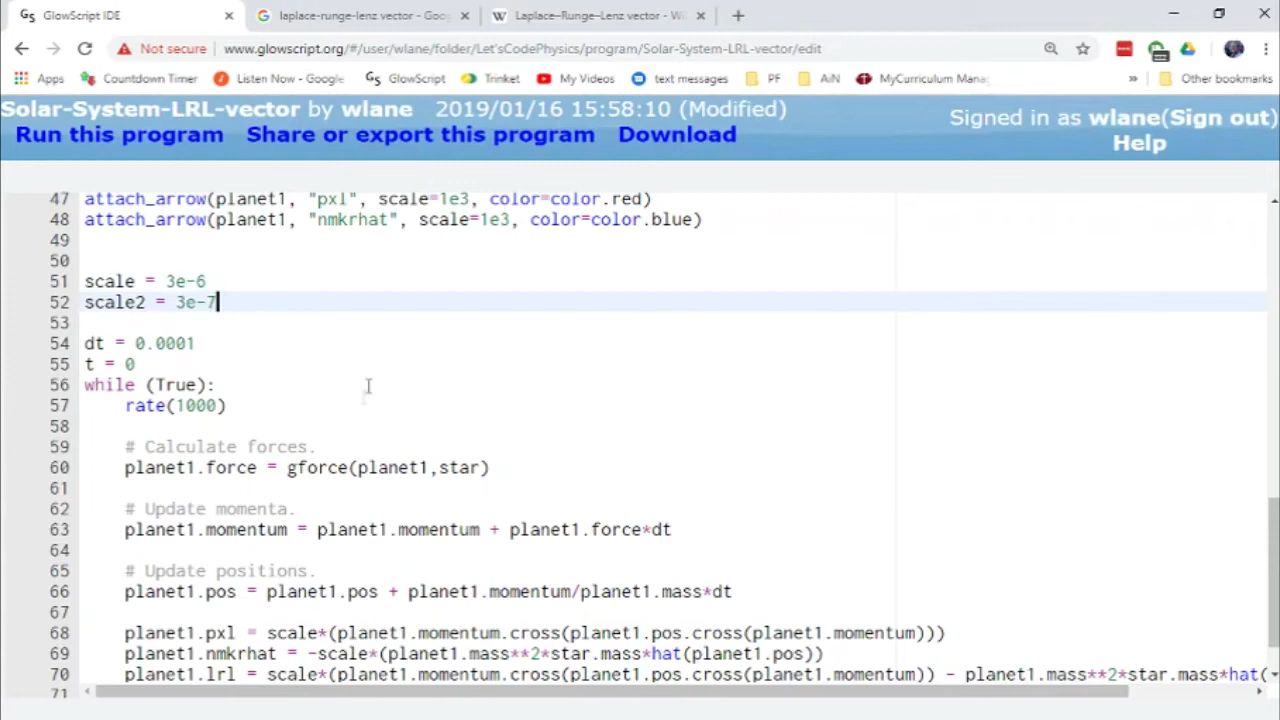 GlowScript IDE
laplace-runge-lenz vector - Goo
Laplace–Runge–Lenz vector - Wi
Not secure
www.glowscript.org/#/user/wlane/folder/Let'sCodePhysics/program/Solar-System-LRL-vector/edit
Apps
Countdown Timer
Listen Now - Google
GlowScript
Trinket
My Videos
text messages
PF
AiN
MyCurriculum Mana
»
Other bookmarks
Solar-System-LRL-vector by wlane 2019/01/16 15:58:10 (Modified)
Signed in as wlane(Sign out)
Run this program Share or export this program Download
Help
47 attach_arrow(planet1, "pxl", scale=1e3, color=color.red)
48 attach_arrow(planet1, "nmkrhat", scale=1e3, color=color.blue)
49
50
51 scale = 3e-6
52 scale2 = 3e-7
53
54 dt = 0.0001
55 t = 0
56 while (True):
57 rate(1000)
58
59 # Calculate forces.
60 planet1.force = gforce(planet1,star)
61
62 # Update momenta.
63 planet1.momentum = planet1.momentum + planet1.force*dt
64
65 # Update positions.
66 planet1.pos = planet1.pos + planet1.momentum/planet1.mass*dt
67
68 planet1.pxl = scale*(planet1.momentum.cross(planet1.pos.cross(planet1.momentum)))
69 planet1.nmkrhat = -scale*(planet1.mass**2*star.mass*hat(planet1.pos))
70 planet1.lrl = scale*(planet1.momentum.cross(planet1.pos.cross(planet1.momentum)) - planet1.mass**2*star.mass*hat(
71